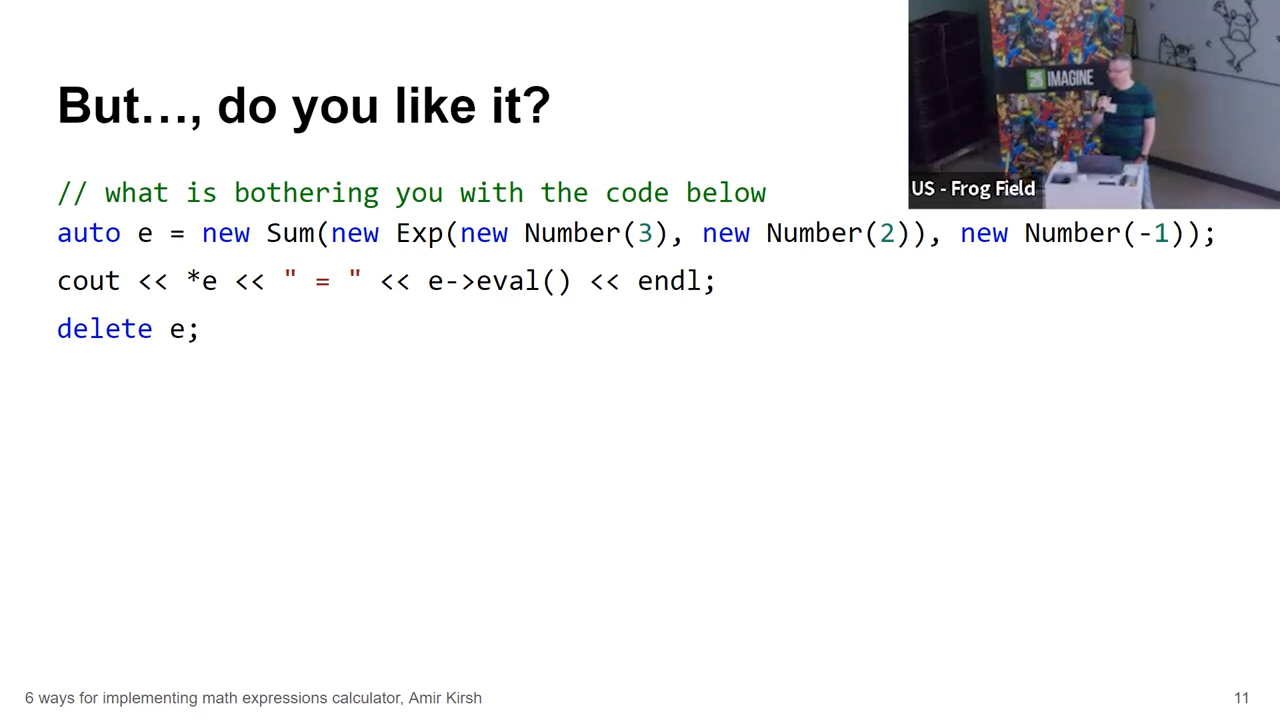 But…, do you like it?
// what is bothering you with the code below
auto e = new Sum(new Exp(new Number(3), new Number(2)), new Number(-1));
cout << *e << " = " << e->eval() << endl;
delete e;
IMAGINE
US - Frog Field
6 ways for implementing math expressions calculator, Amir Kirsh
11